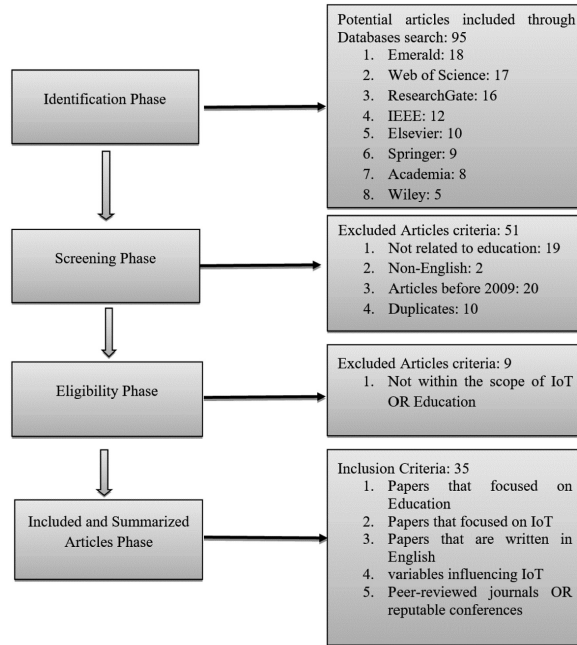 Identification Phase
Potential articles included through
Databases search: 95
1. Emerald: 18
2. Web of Science: 17
3. ResearchGate: 16
4. IEEE: 12
5. Elsevier: 10
6. Springer: 9
7. Academia: 8
8. Wiley: 5
Screening Phase
Excluded Articles criteria: 51
1. Not related to education: 19
2. Non-English: 2
3. Articles before 2009: 20
4. Duplicates: 10
Eligibility Phase
Excluded Articles criteria: 9
1. Not within the scope of IoT
OR Education
Included and Summarized
Articles Phase
Inclusion Criteria: 35
1. Papers that focused on
Education
2. Papers that focused on IoT
3. Papers that are written in
English
4. variables influencing IoT
5. Peer-reviewed journals OR
reputable conferences